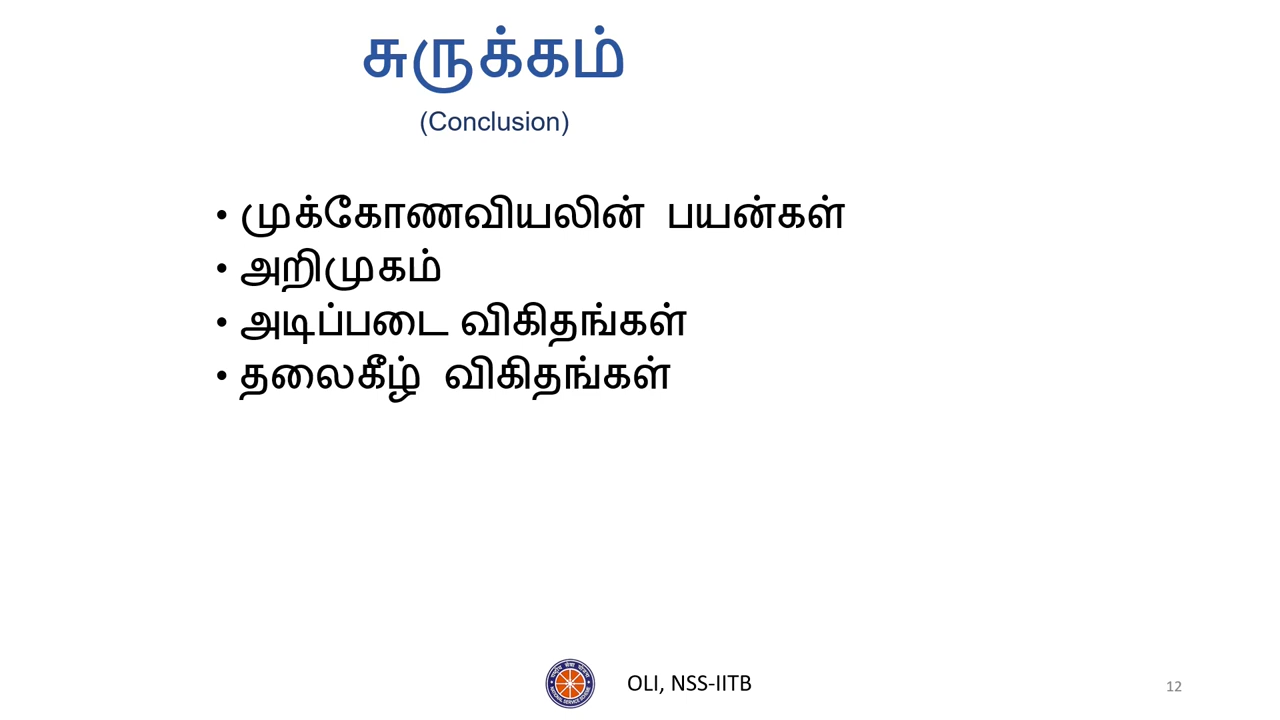 சுருக்கம்
(Conclusion)
• முக்கோணவியலின் பயன்கள்
• அறிமுகம்
• அடிப்படை விகிதங்கள்
• தலைகீழ் விகிதங்கள்
OLI, NSS-IITB
12